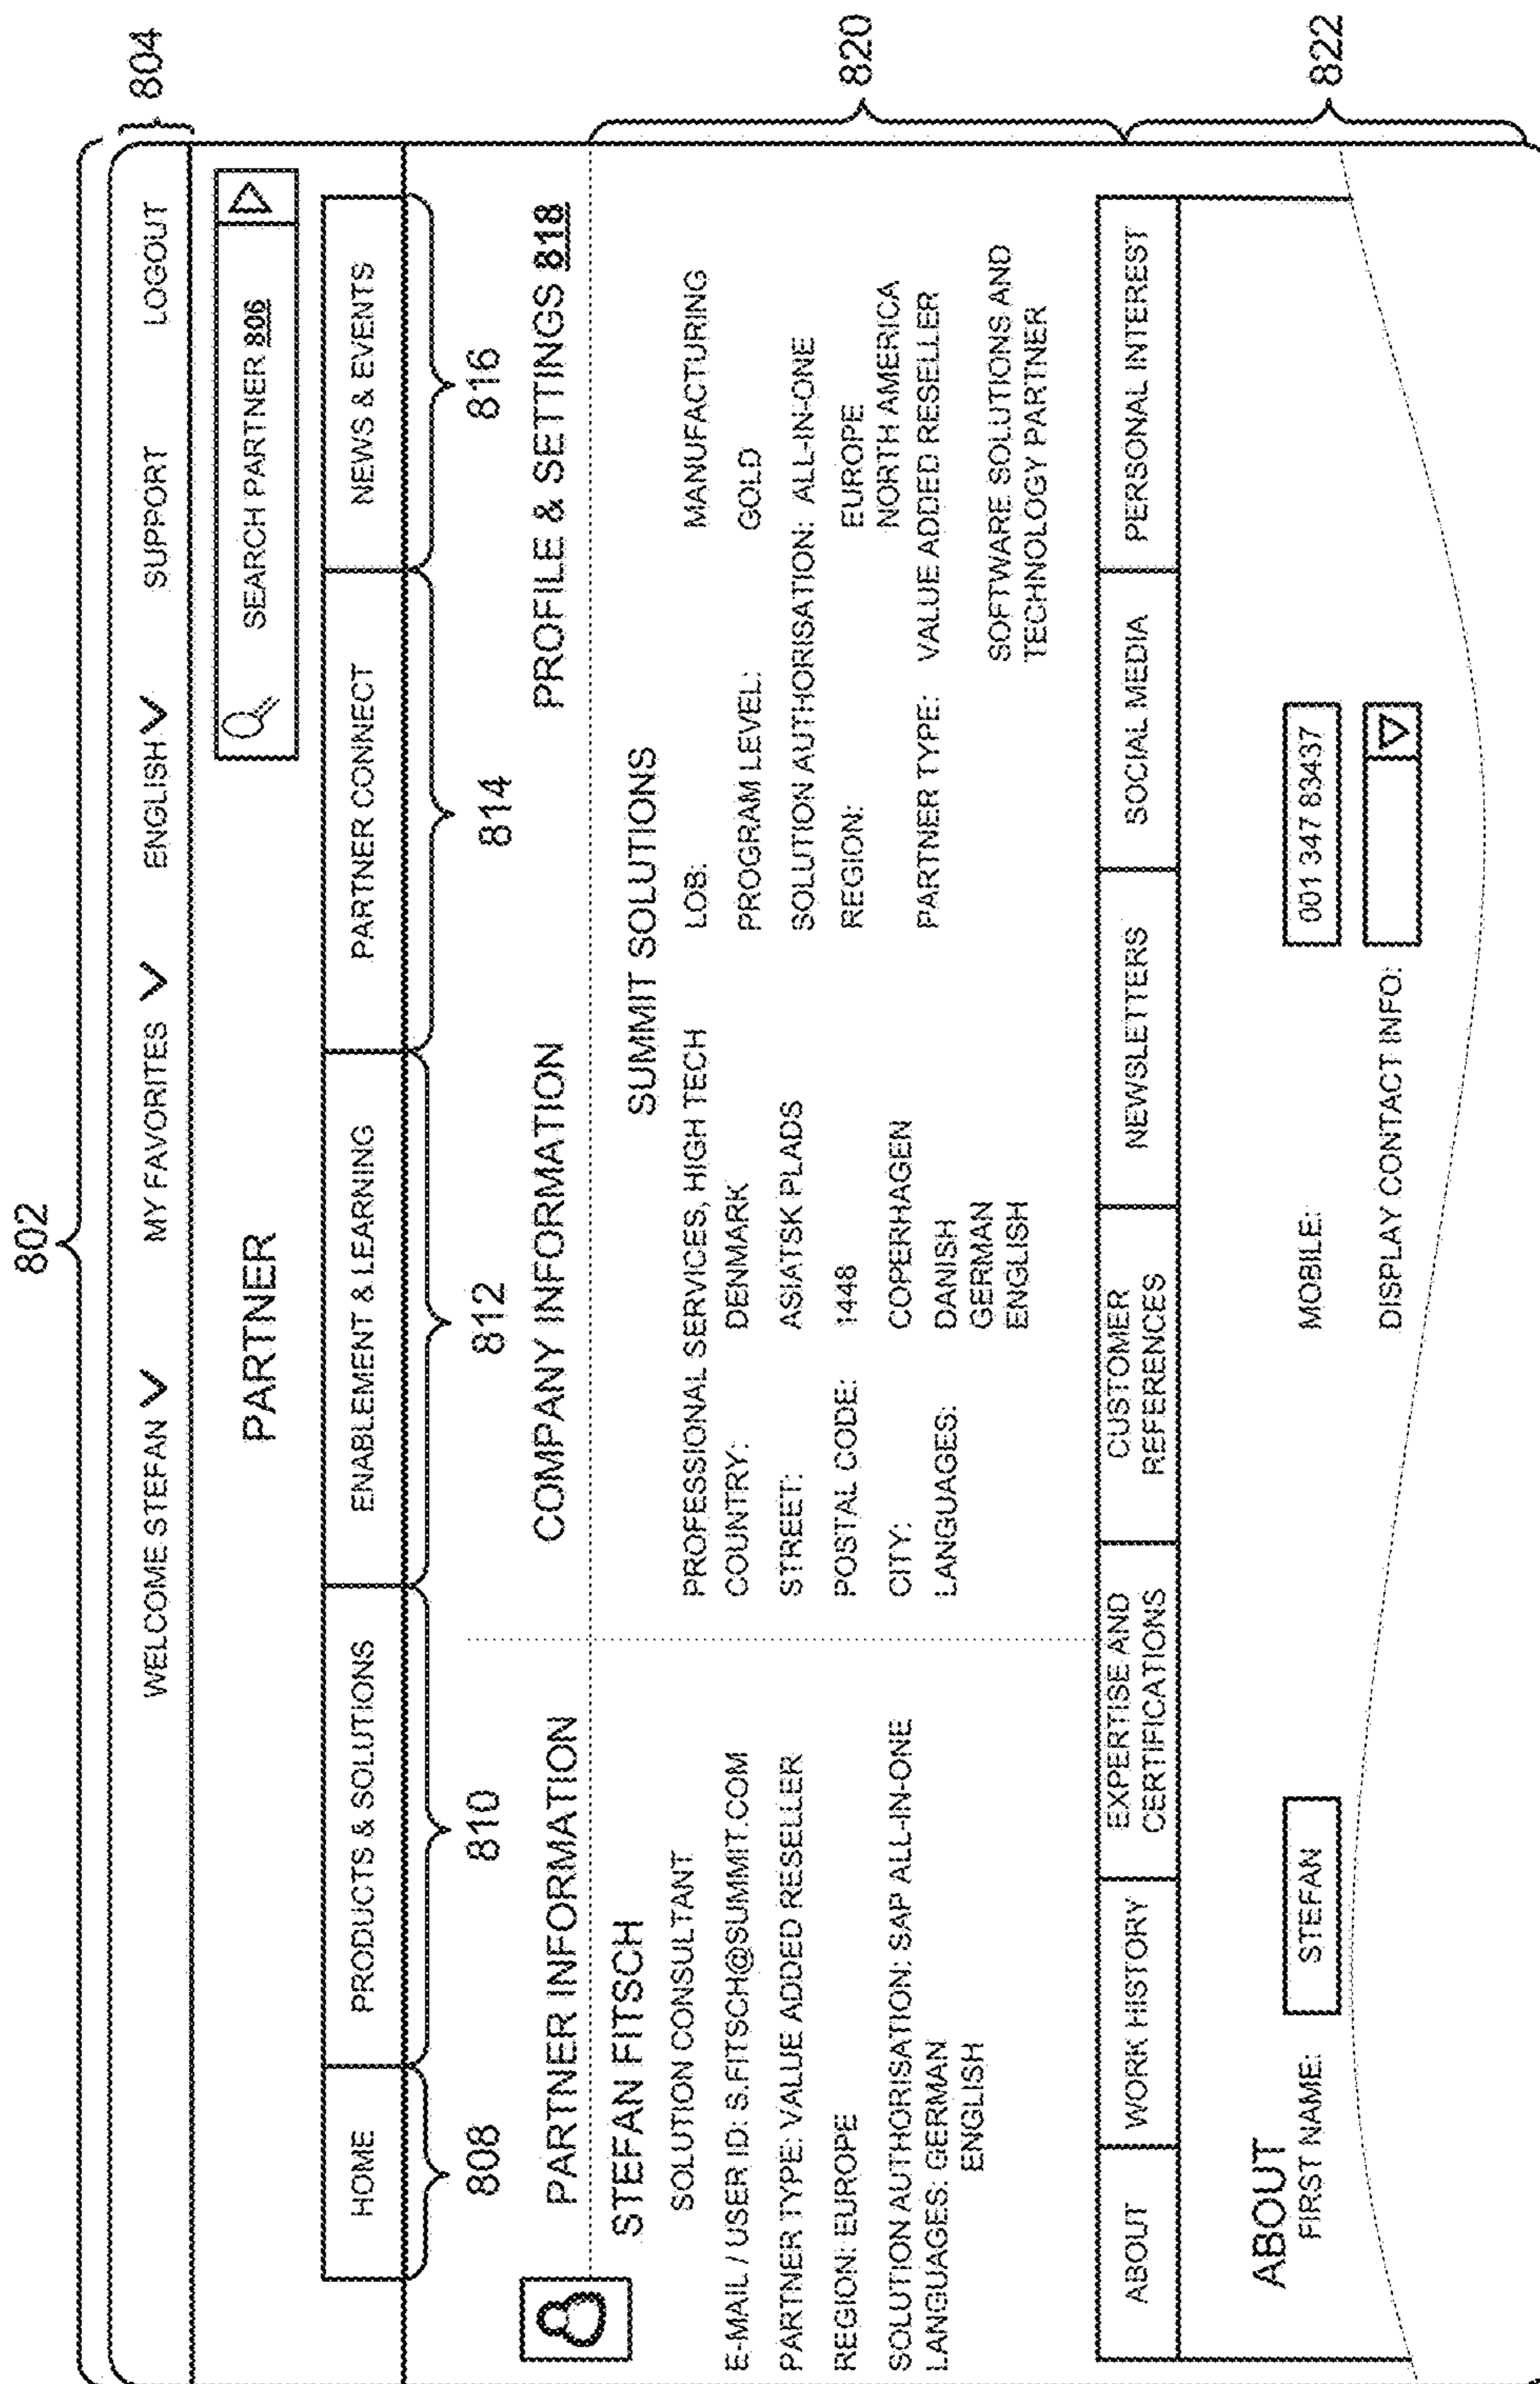 802
804
WELCOME STEFAN
MY FAVORITES
ENGLISH
SUPPORT
LOGOUT
PARTNER
SEARCH PARTNER 806
HOME
PRODUCTS & SOLUTIONS
ENABLEMENT & LEARNING
PARTNER CONNECT
NEWS & EVENTS
808
810
812
814
816
PARTNER INFORMATION
COMPANY INFORMATION
PROFILE & SETTINGS 818
820
STEFAN FITSCH
SOLUTION CONSULTANT
E-MAIL / USER ID: S.FITSCH@SUMMIT.COM
PARTNER TYPE: VALUE ADDED RESELLER
REGION: EUROPE
SOLUTION AUTHORISATION: SAP ALL-IN-ONE
LANGUAGES: GERMAN
ENGLISH
SUMMIT SOLUTIONS
PROFESSIONAL SERVICES, HIGH TECH
COUNTRY: DENMARK
STREET: ASIATSK PLADS
POSTAL CODE: 1448
CITY: COPERHAGEN
LANGUAGES: DANISH
GERMAN
ENGLISH
LOB: MANUFACTURING
PROGRAM LEVEL: GOLD
SOLUTION AUTHORISATION: ALL-IN-ONE
REGION: EUROPE
NORTH AMERICA
PARTNER TYPE: VALUE ADDED RESELLER
SOFTWARE SOLUTIONS AND
TECHNOLOGY PARTNER
ABOUT
WORK HISTORY
EXPERTISE AND
CERTIFICATIONS
CUSTOMER
REFERENCES
NEWSLETTERS
SOCIAL MEDIA
PERSONAL INTEREST
822
ABOUT
FIRST NAME: STEFAN
MOBILE: 001 347 83437
DISPLAY CONTACT INFO: